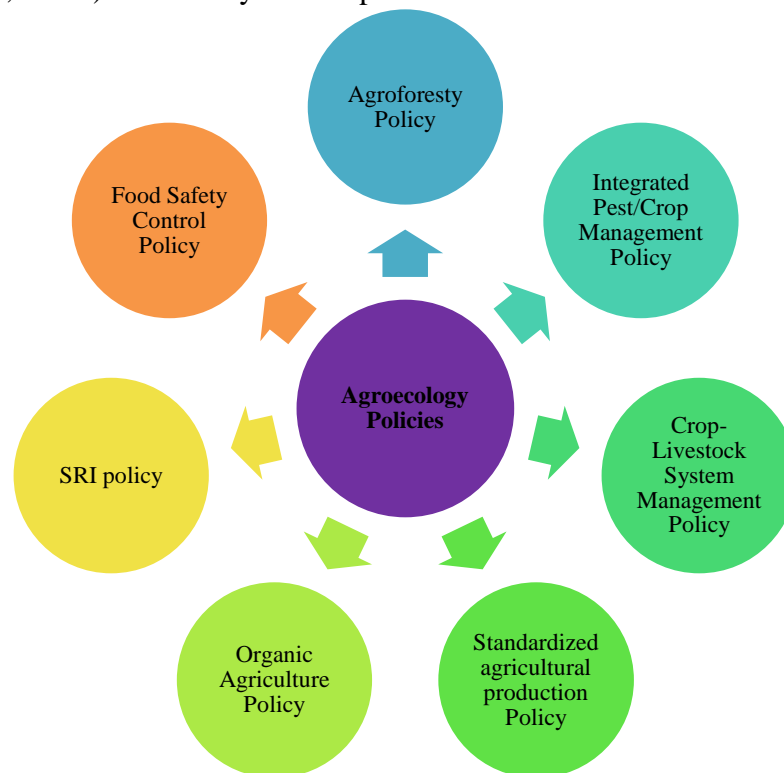 Agroforesty
Policy
Integrated
Pest/Crop
Management
Policy
Crop-
Livestock
System
Management
Policy
Standardized
agricultural
production
Policy
Organic
Agriculture
Policy
SRI policy
Food Safety
Control
Policy
Agroecology
Policies